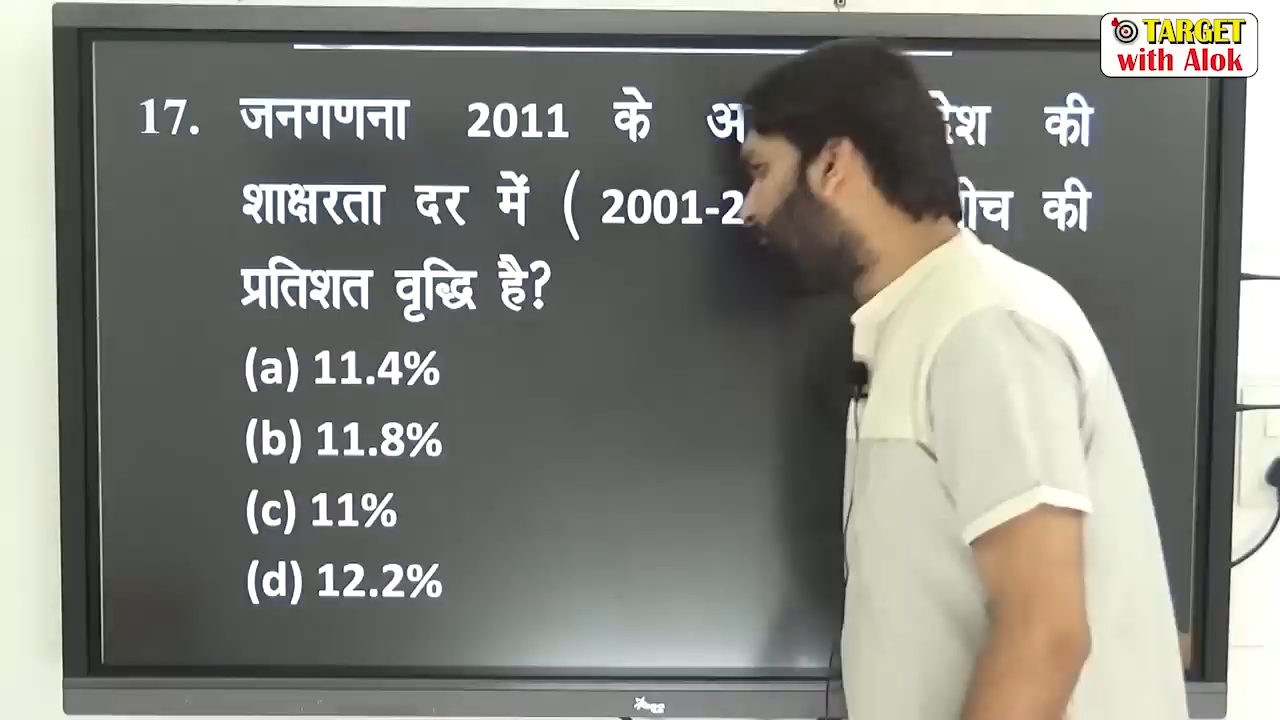 TARGET
with Alok
17. जनगणना 2011 के की
शाक्षरता दर में ( 2001-2 की
प्रतिशत वृद्धि है?
(a) 11.4%
(b) 11.8%
(c) 11%
(d) 12.2%